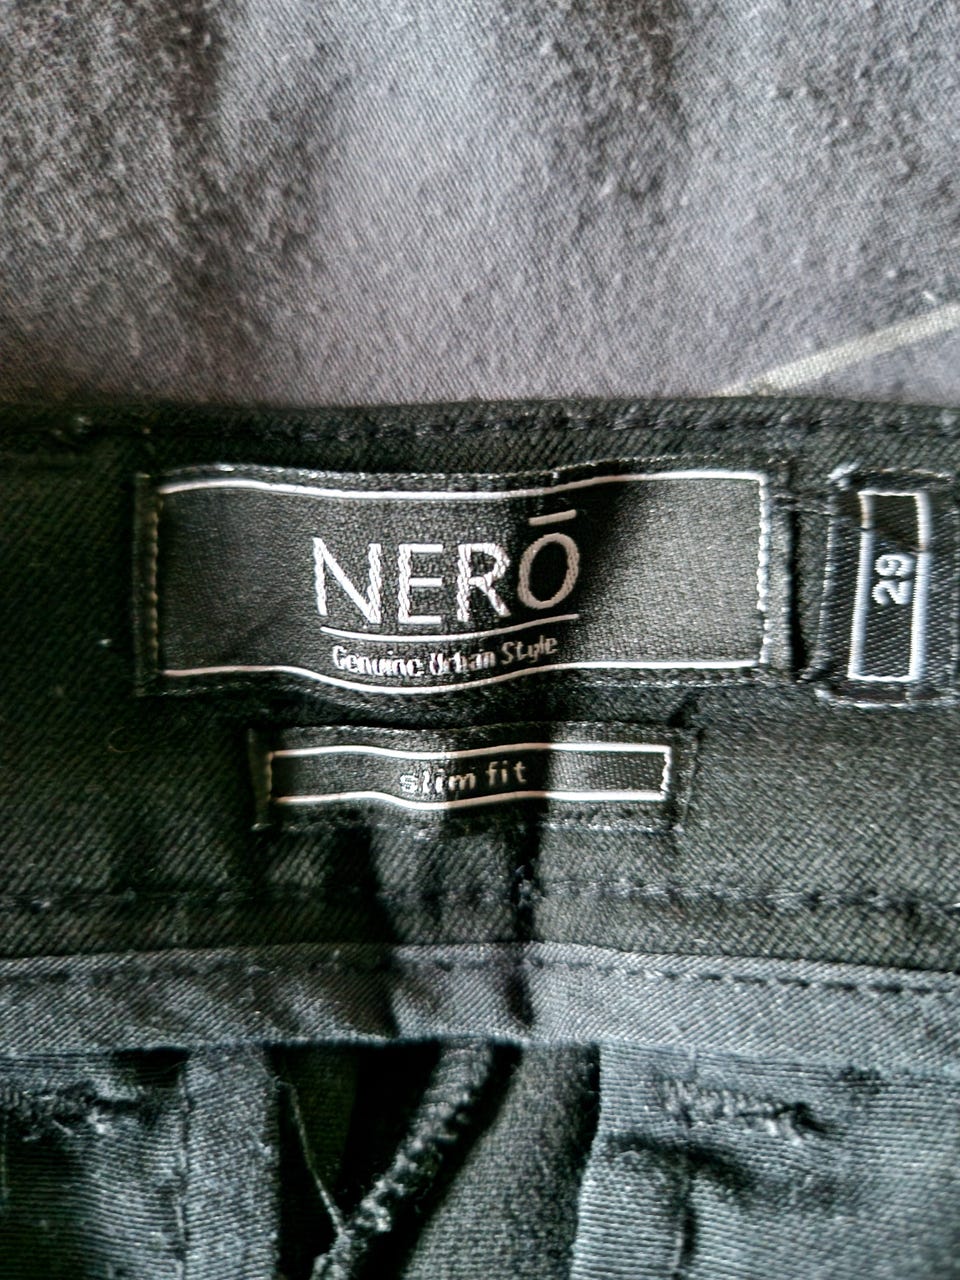 NERŌ
Genuine Urban Style
29
slim fit